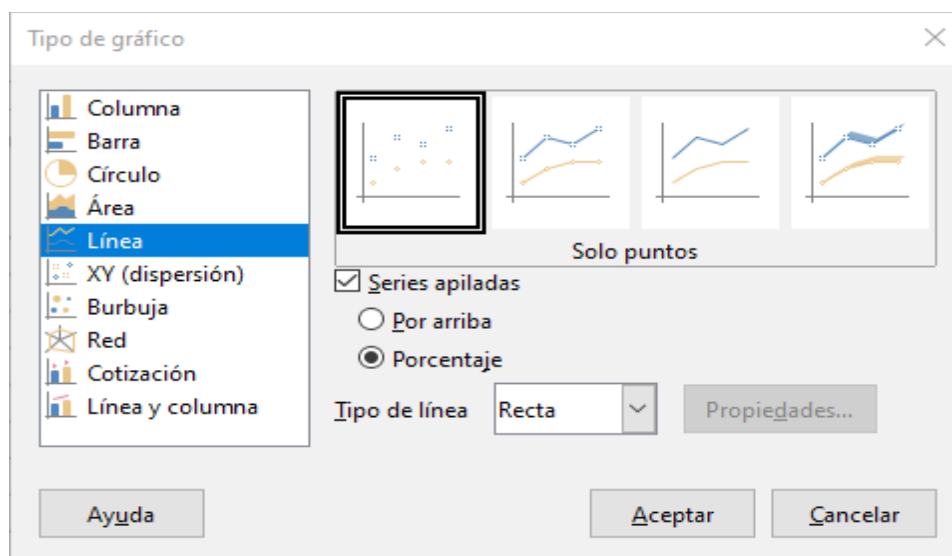 Tipo de gráfico
Columna
Barra
Círculo
Área
Línea
XY (dispersión)
Burbuja
Red
Cotización
Línea y columna
Solo puntos
Series apiladas
Por arriba
Porcentaje
Tipo de línea
Recta
Propiedades...
Ayuda
Aceptar
Cancelar